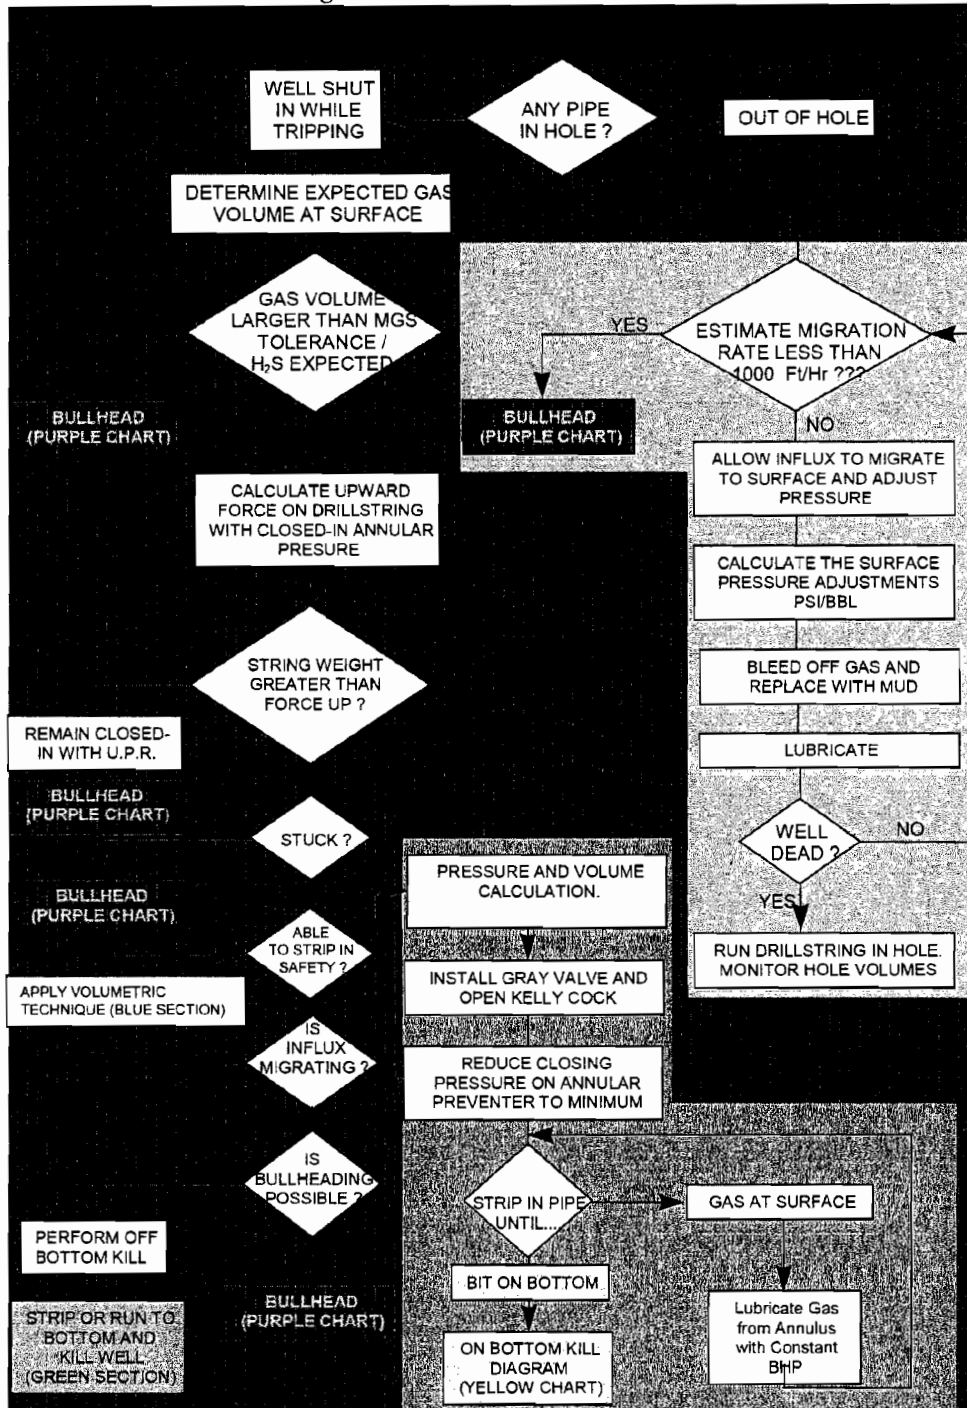 WELL SHUT
IN WHILE
TRIPPING
ANY PIPE
IN HOLE ?
OUT OF HOLE
DETERMINE EXPECTED GAS
VOLUME AT SURFACE
GAS VOLUME
LARGER THAN MGS
TOLERANCE /
H₂S EXPECTED
YES
ESTIMATE MIGRATION
RATE LESS THAN
1000 Ft/Hr ???
BULLHEAD
(PURPLE CHART)
BULLHEAD
(PURPLE CHART)
NO
ALLOW INFLUX TO MIGRATE
TO SURFACE AND ADJUST
PRESSURE
CALCULATE UPWARD
FORCE ON DRILLSTRING
WITH CLOSED-IN ANNULAR
PRESURE
CALCULATE THE SURFACE
PRESSURE ADJUSTMENTS
PSI/BBL
STRING WEIGHT
GREATER THAN
FORCE UP ?
BLEED OFF GAS AND
REPLACE WITH MUD
REMAIN CLOSED-
IN WITH U.P.R.
LUBRICATE
BULLHEAD
(PURPLE CHART)
STUCK ?
WELL
DEAD ?
NO
YES
PRESSURE AND VOLUME
CALCULATION.
BULLHEAD
(PURPLE CHART)
ABLE
TO STRIP IN
SAFETY ?
RUN DRILLSTRING IN HOLE.
MONITOR HOLE VOLUMES
INSTALL GRAY VALVE AND
OPEN KELLY COCK
APPLY VOLUMETRIC
TECHNIQUE (BLUE SECTION)
IS
INFLUX
MIGRATING ?
REDUCE CLOSING
PRESSURE ON ANNULAR
PREVENTER TO MINIMUM
IS
BULLHEADING
POSSIBLE ?
STRIP IN PIPE
UNTIL...
GAS AT SURFACE
PERFORM OFF
BOTTOM KILL
BIT ON BOTTOM
BULLHEAD
(PURPLE CHART)
STRIP OR RUN TO
BOTTOM AND
KILL WELL
(GREEN SECTION)
ON BOTTOM KILL
DIAGRAM
(YELLOW CHART)
Lubricate Gas
from Annulus
with Constant
BHP